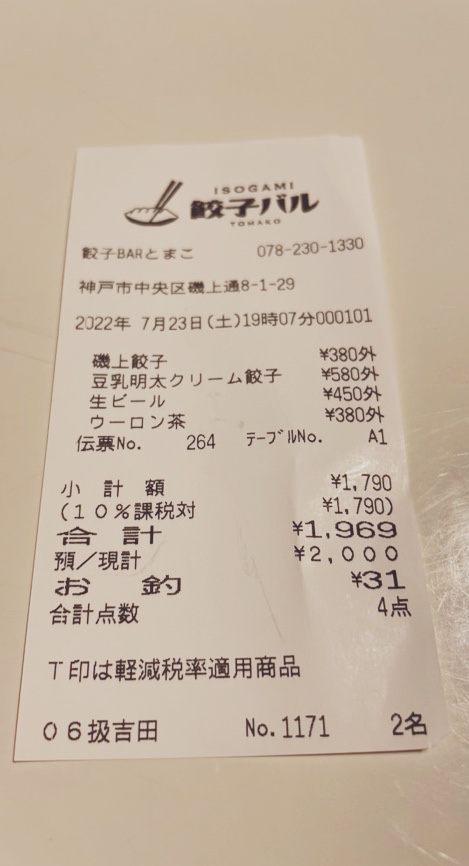 ISOGAMI
餃子バル
TOMAKO
餃子BARとまこ 078-230-1330
神戸市中央区磯上通8-1-29
2022年 7月23日(土)19時07分000101
磯上餃子 ¥380外
豆乳明太クリーム餃子 ¥580外
生ビール ¥450外
ウーロン茶 ¥380外
伝票No. 264 テーブルNo. A1
小計額 ¥1,790
(10%課税対 ¥1,790)
合計 ¥1,969
預/現計 ¥2,000
お釣 ¥31
合計点数 4点
T印は軽減税率適用商品
06扱吉田 No.1171 2名